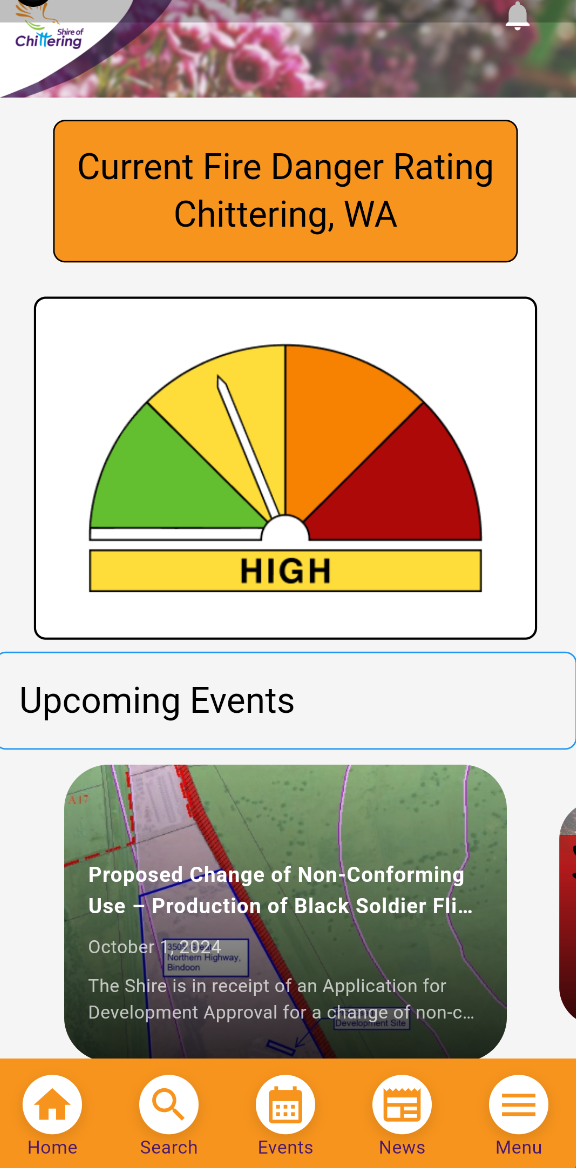 Shire of
Chittering
Current Fire Danger Rating
Chittering, WA
HIGH
Upcoming Events
A17
Proposed Change of Non-Conforming
Use – Production of Black Soldier Fli…
October 1, 2024
Northern Highway,
Bindoon
The Shire is in receipt of an Application for
Development Approval for a change of non-c…
Development Site
Home
Search
Events
News
Menu